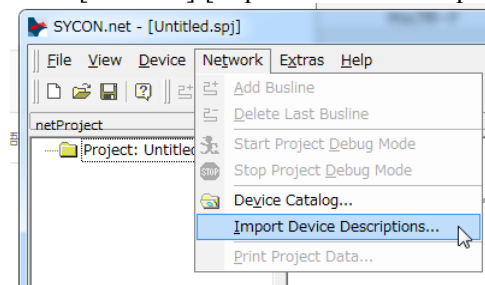 SYCON.net - [Untitled.spj]
File View Device Network Extras Help
Add Busline
Delete Last Busline
netProject
Project: Untitled
Start Project Debug Mode
STOP Stop Project Debug Mode
Device Catalog...
Import Device Descriptions...
Print Project Data...